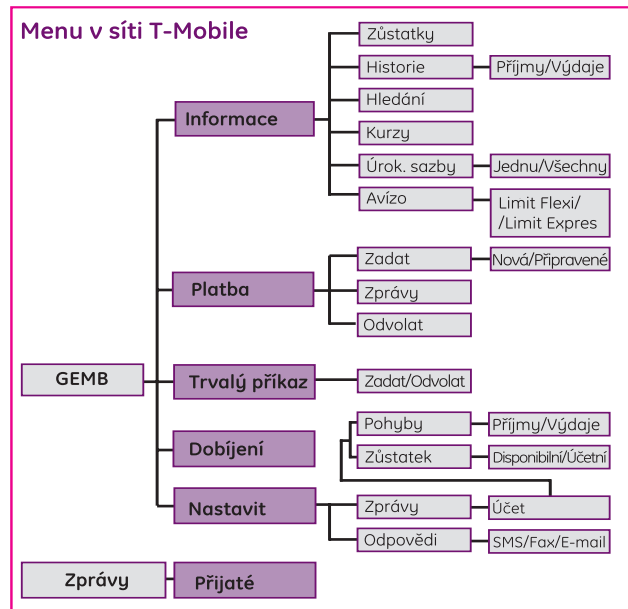 Menu v síti T-Mobile
Zůstatky
Historie
Příjmy/Výdaje
Informace
Hledání
Kurzy
Úrok. sazby
Jednu/Všechny
Avízo
Limit Flexi/
/Limit Expres
Platba
Zadat
Nová/Připravené
Zprávy
Odvolat
GEMB
Trvalý příkaz
Zadat/Odvolat
Dobíjení
Pohyby
Příjmy/Výdaje
Zůstatek
Disponibilní/Účetní
Nastavit
Zprávy
Účet
Odpovědi
SMS/Fax/E-mail
Zprávy
Přijaté